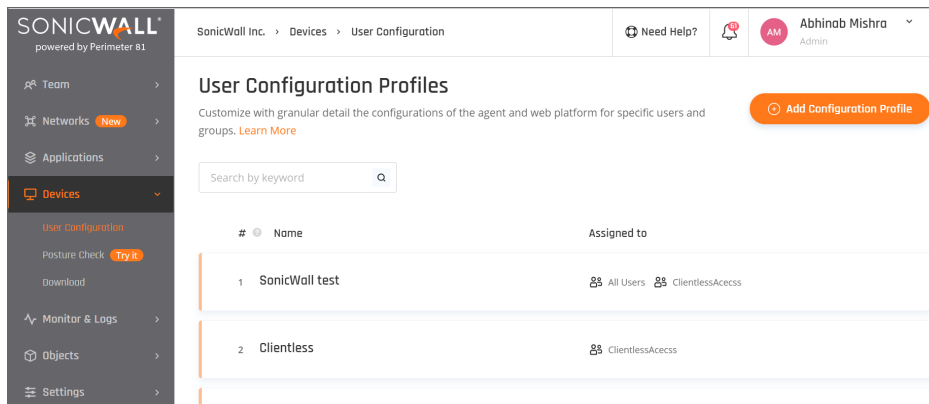 SONICWALL®
powered by Perimeter 81
SonicWall Inc. > Devices > User Configuration
Need Help?
61
AM
Abhinab Mishra
Admin
Team
Networks New
Applications
Devices
User Configuration
Posture Check Try it
Download
Monitor & Logs
Objects
Settings
User Configuration Profiles
Customize with granular detail the configurations of the agent and web platform for specific users and
groups. Learn More
Add Configuration Profile
Search by keyword
# ? Name Assigned to
1 SonicWall test All Users ClientlessAcecss
2 Clientless ClientlessAcecss